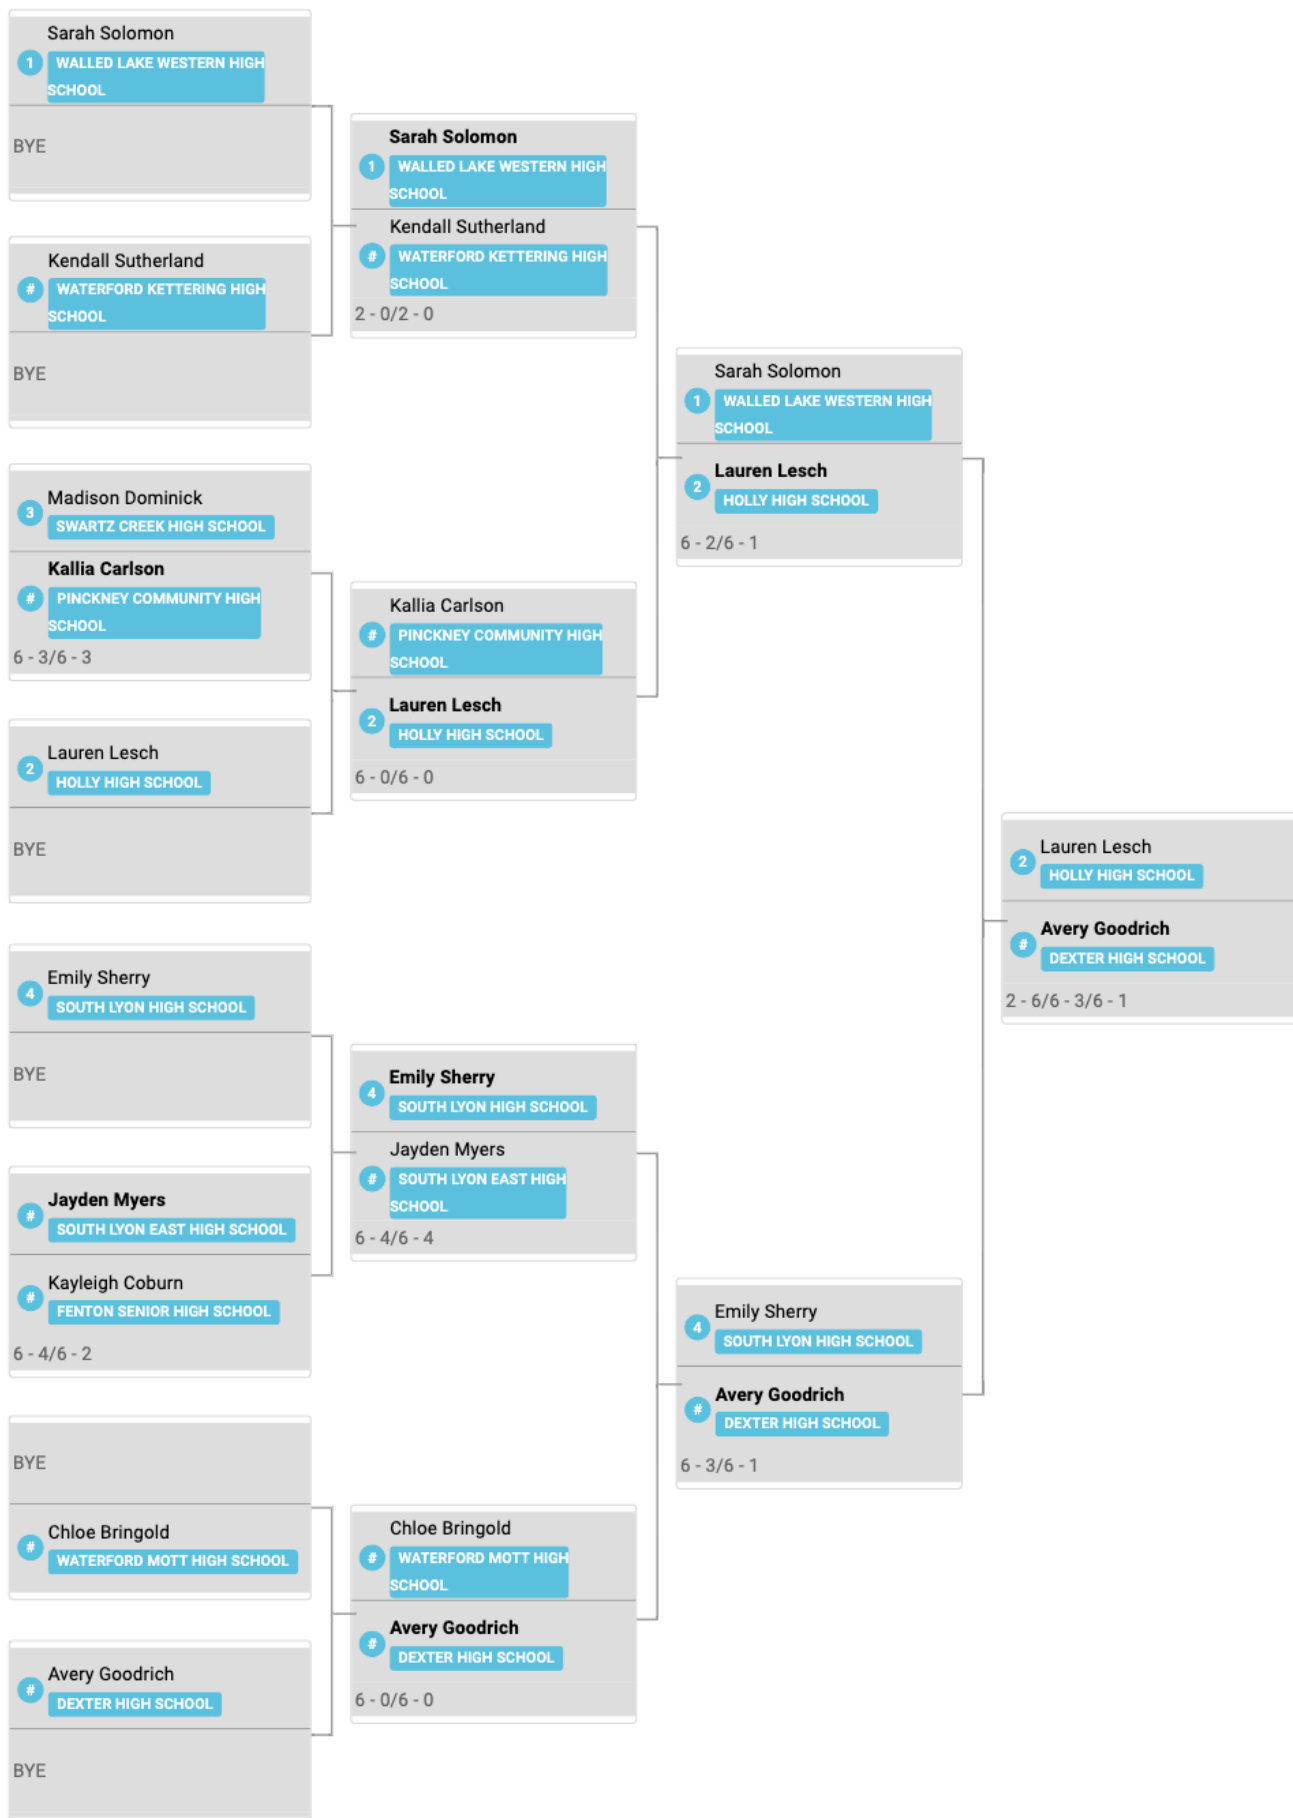 Sarah Solomon
1
WALLED LAKE WESTERN HIGH
SCHOOL
BYE
Kendall Sutherland
#
WATERFORD KETTERING HIGH
SCHOOL
BYE
3
Madison Dominick
SWARTZ CREEK HIGH SCHOOL
Kallia Carlson
#
PINCKNEY COMMUNITY HIGH
SCHOOL
6 - 3/6 - 3
2
Lauren Lesch
HOLLY HIGH SCHOOL
BYE
4
Emily Sherry
SOUTH LYON HIGH SCHOOL
BYE
#
Jayden Myers
SOUTH LYON EAST HIGH SCHOOL
#
Kayleigh Coburn
FENTON SENIOR HIGH SCHOOL
6 - 4/6 - 2
BYE
#
Chloe Bringold
WATERFORD MOTT HIGH SCHOOL
#
Avery Goodrich
DEXTER HIGH SCHOOL
BYE
Sarah Solomon
1
WALLED LAKE WESTERN HIGH
SCHOOL
Kendall Sutherland
#
WATERFORD KETTERING HIGH
SCHOOL
2 - 0/2 - 0
Kallia Carlson
#
PINCKNEY COMMUNITY HIGH
SCHOOL
2
Lauren Lesch
HOLLY HIGH SCHOOL
6 - 0/6 - 0
4
Emily Sherry
SOUTH LYON HIGH SCHOOL
Jayden Myers
#
SOUTH LYON EAST HIGH
SCHOOL
6 - 4/6 - 4
Chloe Bringold
#
WATERFORD MOTT HIGH
SCHOOL
#
Avery Goodrich
DEXTER HIGH SCHOOL
6 - 0/6 - 0
Sarah Solomon
1
WALLED LAKE WESTERN HIGH
SCHOOL
2
Lauren Lesch
HOLLY HIGH SCHOOL
6 - 2/6 - 1
4
Emily Sherry
SOUTH LYON HIGH SCHOOL
#
Avery Goodrich
DEXTER HIGH SCHOOL
6 - 3/6 - 1
2
Lauren Lesch
HOLLY HIGH SCHOOL
#
Avery Goodrich
DEXTER HIGH SCHOOL
2 - 6/6 - 3/6 - 1